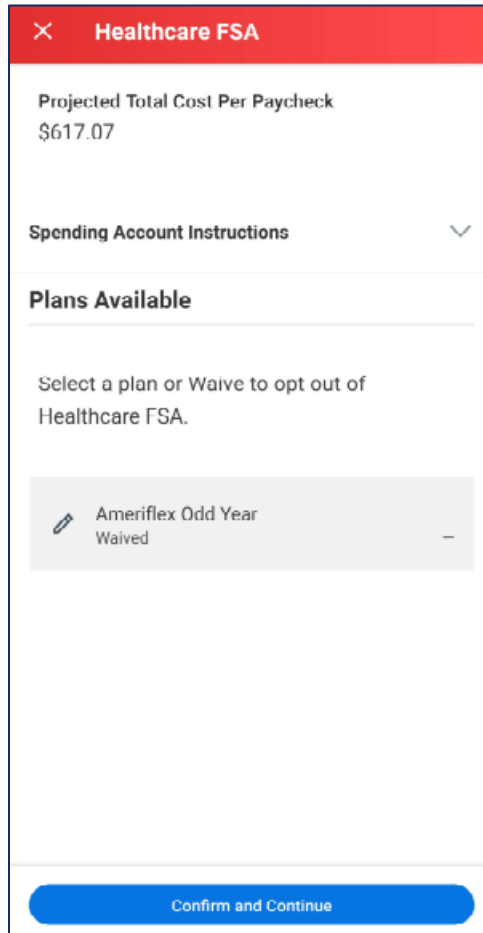 Healthcare FSA
Projected Total Cost Per Paycheck
$617.07
Spending Account Instructions
Plans Available
Select a plan or Waive to opt out of
Healthcare FSA.
Ameriflex Odd Year
Waived
Confirm and Continue